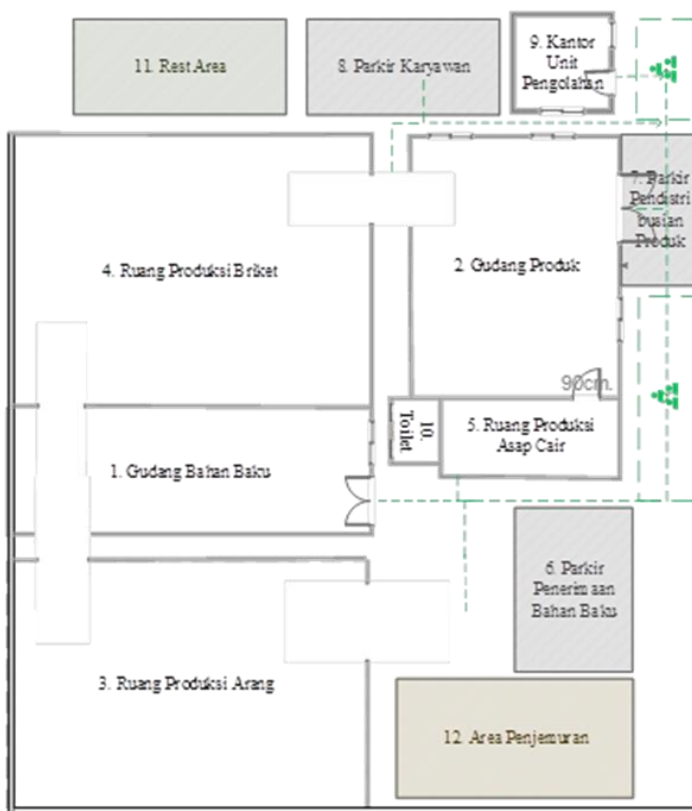 11. Rest Area
8. Parkir Karyawan
9. Kantor
Unit
Pengolahan
7. Parkir
Pendistri
busian
Produk
4. Ruang Produksi Briket
2. Gudang Produk
90cm.
10.
Toilet
5. Ruang Produksi
Asap Cair
1. Gudang Bahan Baku
6. Parkir
Penerimaan
Bahan Baku
3. Ruang Produksi Arang
12. Area Penjemuran